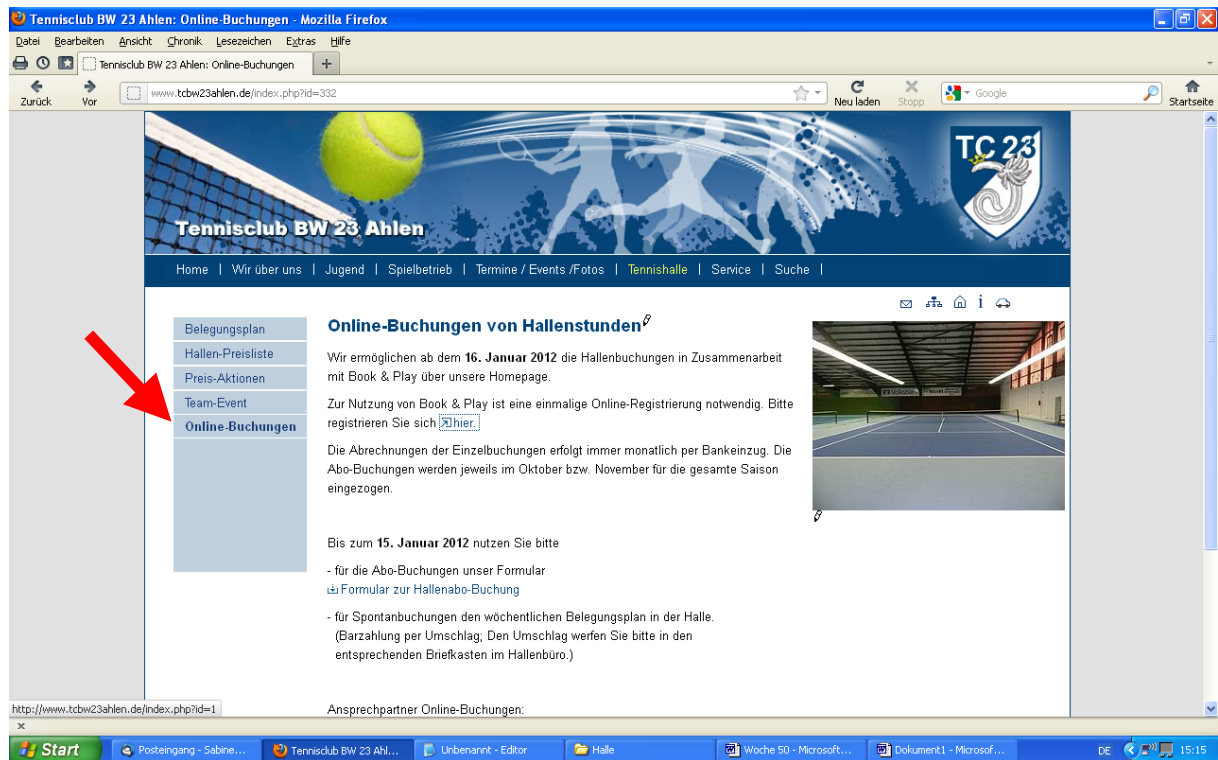 Tennisclub BW 23 Ahlen: Online-Buchungen - Mozilla Firefox
Datei Bearbeiten Ansicht Chronik Lesezeichen Extras Hilfe
Tennisclub BW 23 Ahlen: Online-Buchungen
Zurück Vor www.tcbw23ahlen.de/index.php?id=332 Neu laden Stopp Google Startseite
TC 23
Tennisclub BW 23 Ahlen
Home | Wir über uns | Jugend | Spielbetrieb | Termine / Events /Fotos | Tennishalle | Service | Suche |
Belegungsplan
Hallen-Preisliste
Preis-Aktionen
Team-Event
Online-Buchungen
Online-Buchungen von Hallenstunden
Wir ermöglichen ab dem 16. Januar 2012 die Hallenbuchungen in Zusammenarbeit
mit Book & Play über unsere Homepage.
Zur Nutzung von Book & Play ist eine einmalige Online-Registrierung notwendig. Bitte
registrieren Sie sich hier.
Die Abrechnungen der Einzelbuchungen erfolgt immer monatlich per Bankeinzug. Die
Abo-Buchungen werden jeweils im Oktober bzw. November für die gesamte Saison
eingezogen.
Bis zum 15. Januar 2012 nutzen Sie bitte
- für die Abo-Buchungen unser Formular
Formular zur Hallenabo-Buchung
- für Spontanbuchungen den wöchentlichen Belegungsplan in der Halle.
(Barzahlung per Umschlag; Den Umschlag werfen Sie bitte in den
entsprechenden Briefkasten im Hallenbüro.)
Ansprechpartner Online-Buchungen:
http://www.tcbw23ahlen.de/index.php?id=1
Start Posteingang - Sabine... Tennisclub BW 23 Ahl... Unbenannt - Editor Halle Woche 50 - Microsoft... Dokument1 - Microsof... DE 15:15